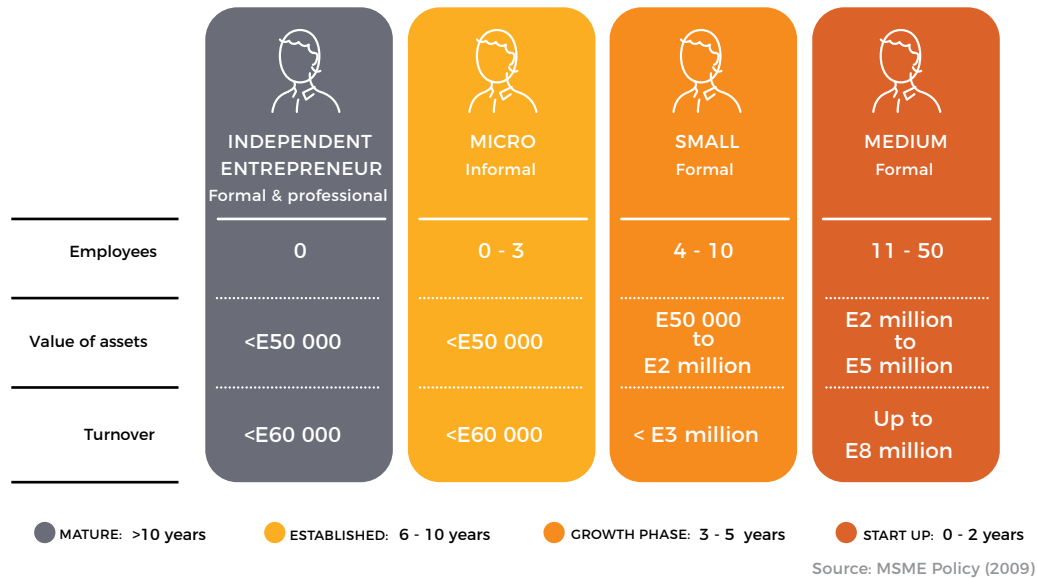 INDEPENDENT
ENTREPRENEUR
Formal & professional
MICRO
Informal
SMALL
Formal
MEDIUM
Formal
Employees
0
0 - 3
4 - 10
11 - 50
Value of assets
<E50 000
<E50 000
E50 000
to
E2 million
E2 million
to
E5 million
Turnover
<E60 000
<E60 000
< E3 million
Up to
E8 million
MATURE: >10 years
ESTABLISHED: 6 - 10 years
GROWTH PHASE: 3 - 5 years
START UP: 0 - 2 years
Source: MSME Policy (2009)